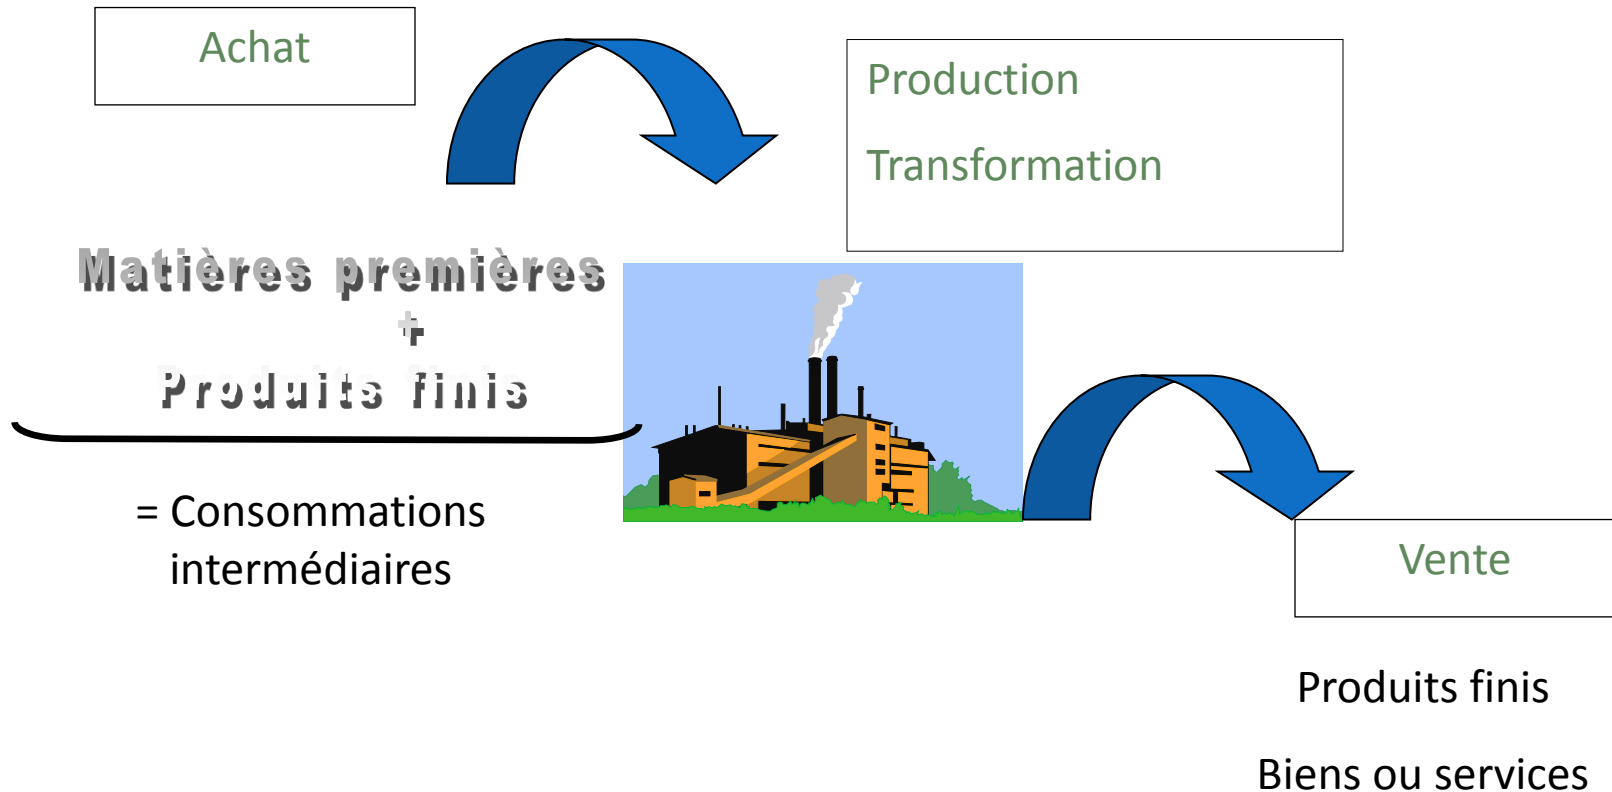 Achat
Production
Transformation
Matières premières
+
Produits finis
= Consommations
intermédiaires
Vente
Produits finis
Biens ou services